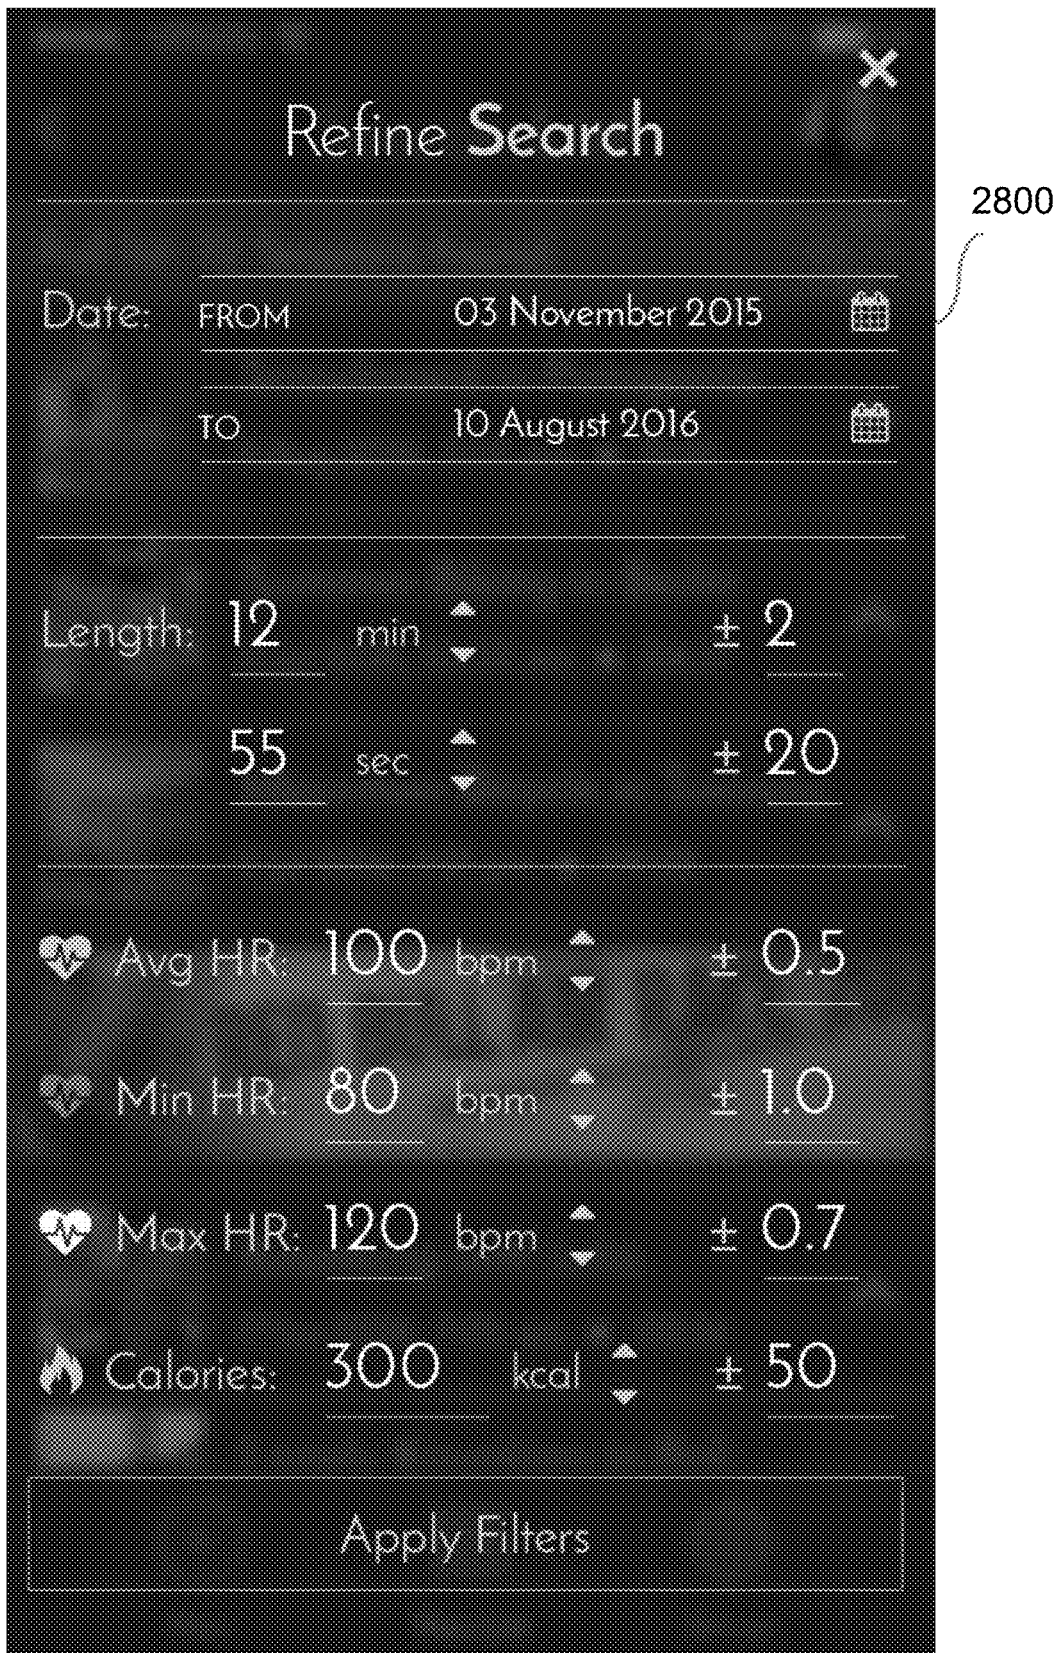 Refine Search
2800
Date: FROM 03 November 2015
TO 10 August 2016
Length: 12 min ± 2
55 sec ± 20
Avg HR: 100 bpm ± 0.5
Min HR: 80 bpm ± 1.0
Max HR: 120 bpm ± 0.7
Calories: 300 kcal ± 50
Apply Filters